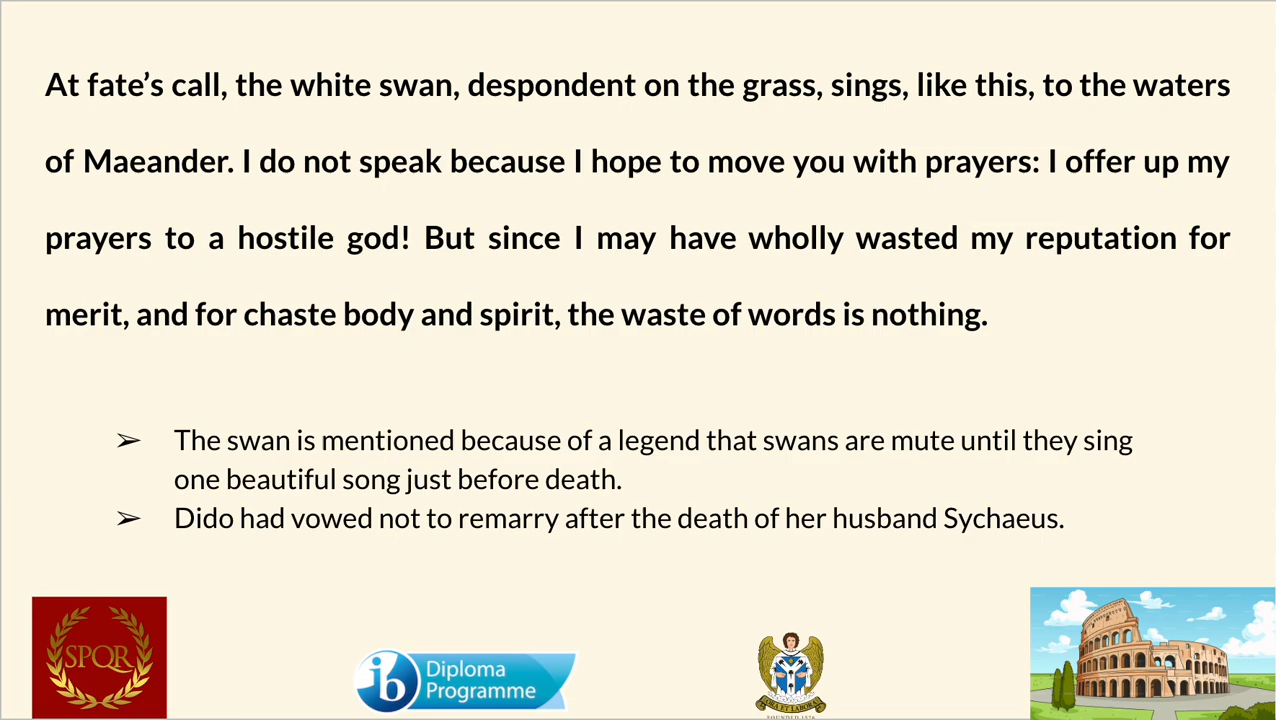 At fate’s call, the white swan, despondent on the grass, sings, like this, to the waters
of Maeander. I do not speak because I hope to move you with prayers: I offer up my
prayers to a hostile god! But since I may have wholly wasted my reputation for
merit, and for chaste body and spirit, the waste of words is nothing.
➢ The swan is mentioned because of a legend that swans are mute until they sing
one beautiful song just before death.
➢ Dido had vowed not to remarry after the death of her husband Sychaeus.
SPQR
ib Diploma
Programme